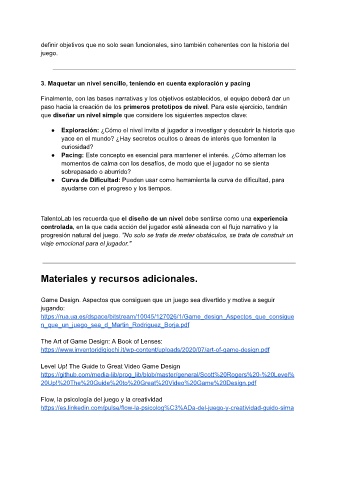 definir objetivos que no solo sean funcionales, sino también coherentes con la historia del
juego.
3. Maquetar un nivel sencillo, teniendo en cuenta exploración y pacing
Finalmente, con las bases narrativas y los objetivos establecidos, el equipo deberá dar un
paso hacia la creación de los primeros prototipos de nivel. Para este ejercicio, tendrán
que diseñar un nivel simple que considere los siguientes aspectos clave:
● Exploración: ¿Cómo el nivel invita al jugador a investigar y descubrir la historia que
yace en el mundo? ¿Hay secretos ocultos o áreas de interés que fomenten la
curiosidad?
● Pacing: Este concepto es esencial para mantener el interés. ¿Cómo alternan los
momentos de calma con los desafíos, de modo que el jugador no se sienta
sobrepasado o aburrido?
● Curva de Dificultad: Pueden usar como herramienta la curva de dificultad, para
ayudarse con el progreso y los tiempos.
TalentoLab les recuerda que el diseño de un nivel debe sentirse como una experiencia
controlada, en la que cada acción del jugador esté alineada con el flujo narrativo y la
progresión natural del juego. "No solo se trata de meter obstáculos, se trata de construir un
viaje emocional para el jugador."
Materiales y recursos adicionales.
Game Design. Aspectos que consiguen que un juego sea divertido y motive a seguir
jugando:
https://rua.ua.es/dspace/bitstream/10045/127026/1/Game_design_Aspectos_que_consigue
n_que_un_juego_sea_d_Martin_Rodriguez_Borja.pdf
The Art of Game Design: A Book of Lenses:
https://www.inventoridigiochi.it/wp-content/uploads/2020/07/art-of-game-design.pdf
Level Up! The Guide to Great Video Game Design
https://github.com/media-lib/prog_lib/blob/master/general/Scott%20Rogers%20-%20Level%
20Up!%20The%20Guide%20to%20Great%20Video%20Game%20Design.pdf
Flow, la psicología del juego y la creatividad
https://es.linkedin.com/pulse/flow-la-psicolog%C3%ADa-del-juego-y-creatividad-guido-sima